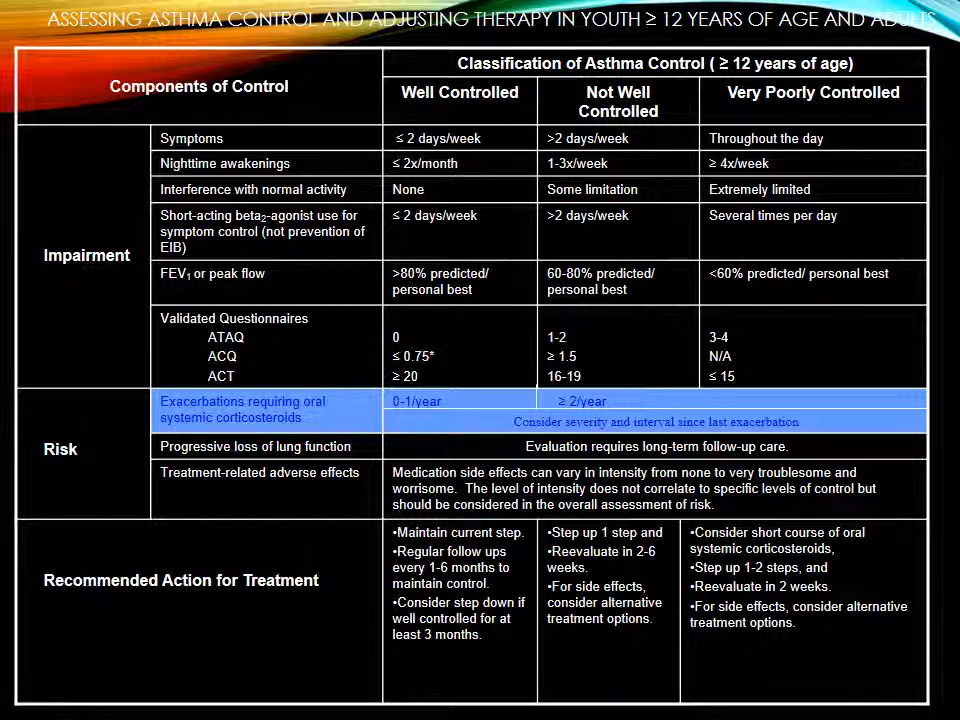 ASSESSING ASTHMA CONTROL AND ADJUSTING THERAPY IN YOUTH ≥ 12 YEARS OF AGE AND ADULTS
Components of Control
Classification of Asthma Control ( ≥ 12 years of age)
Well Controlled
Not Well
Controlled
Very Poorly Controlled
Impairment
Symptoms
≤ 2 days/week
>2 days/week
Throughout the day
Nighttime awakenings
≤ 2x/month
1-3x/week
≥ 4x/week
Interference with normal activity
None
Some limitation
Extremely limited
Short-acting beta2-agonist use for
symptom control (not prevention of
EIB)
≤ 2 days/week
>2 days/week
Several times per day
FEV1 or peak flow
>80% predicted/
personal best
60-80% predicted/
personal best
<60% predicted/ personal best
Validated Questionnaires
ATAQ
0
1-2
3-4
ACQ
≤ 0.75*
≥ 1.5
N/A
ACT
≥ 20
16-19
≤ 15
Risk
Exacerbations requiring oral
systemic corticosteroids
0-1/year
≥ 2/year
Consider severity and interval since last exacerbation
Progressive loss of lung function
Evaluation requires long-term follow-up care.
Treatment-related adverse effects
Medication side effects can vary in intensity from none to very troublesome and
worrisome. The level of intensity does not correlate to specific levels of control but
should be considered in the overall assessment of risk.
Recommended Action for Treatment
•Maintain current step.
•Regular follow ups
every 1-6 months to
maintain control.
•Consider step down if
well controlled for at
least 3 months.
•Step up 1 step and
•Reevaluate in 2-6
weeks.
•For side effects,
consider alternative
treatment options.
•Consider short course of oral
systemic corticosteroids,
•Step up 1-2 steps, and
•Reevaluate in 2 weeks.
•For side effects, consider alternative
treatment options.